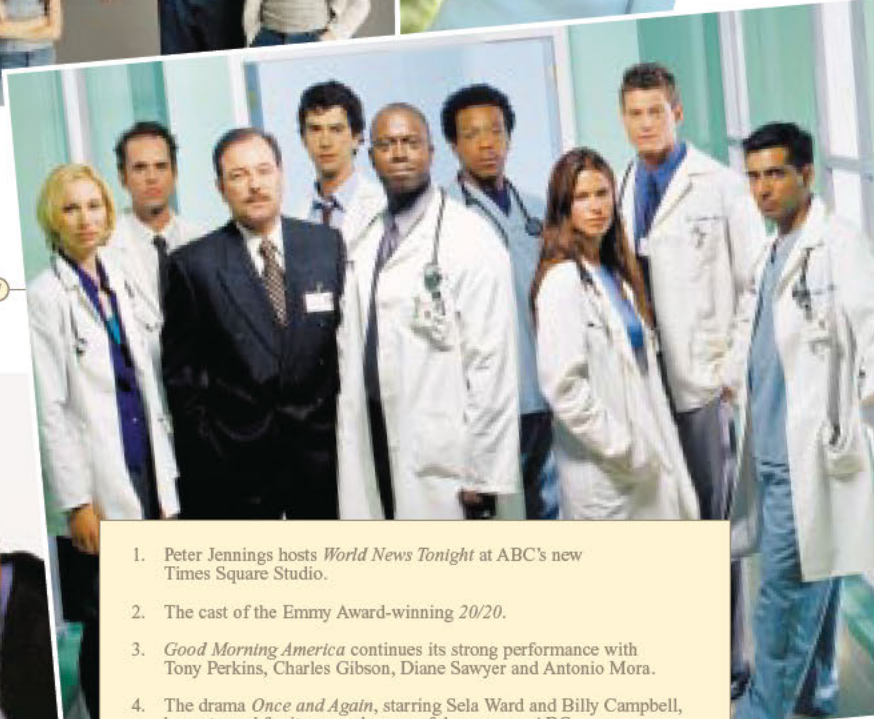 1. Peter Jennings hosts World News Tonight at ABC's new
Times Square Studio.
2. The cast of the Emmy Award-winning 20/20.
3. Good Morning America continues its strong performance with
Tony Perkins, Charles Gibson, Diane Sawyer and Antonio Mora.
4. The drama Once and Again, starring Sela Ward and Billy Campbell,